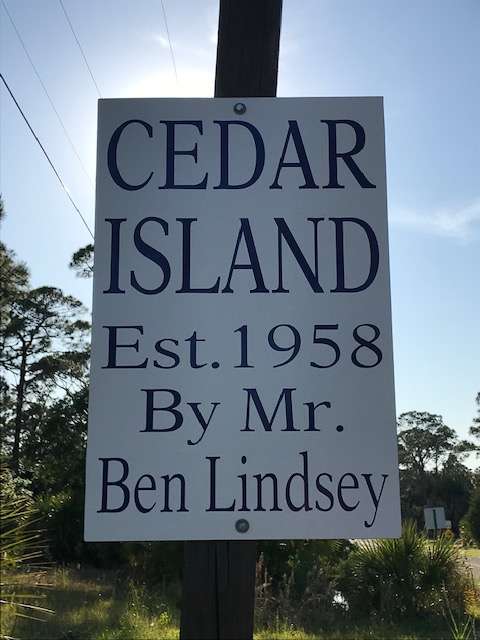 CEDAR
ISLAND
Est.1958
By Mr.
Ben Lindsey